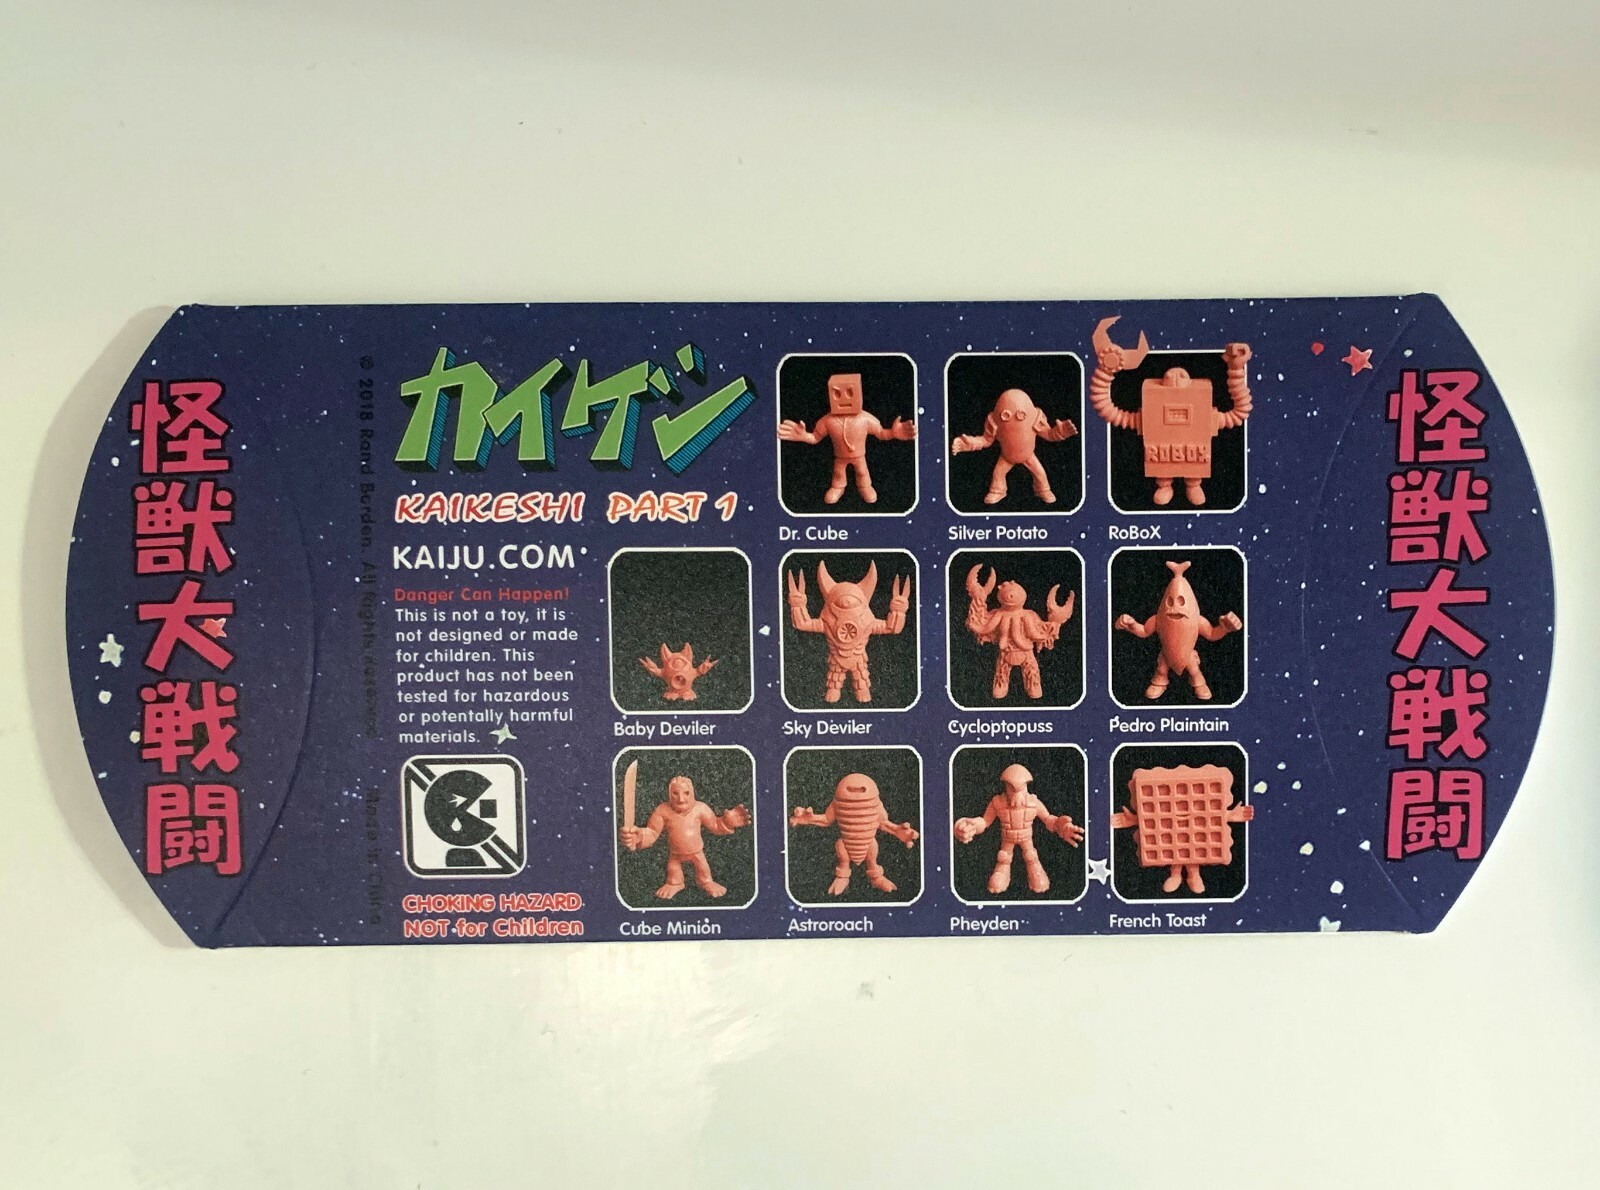 怪獣大戦闘
© 2018 Rand Borden. All Rights Reserved. Made in China
カイケシ
KAIKESHI PART 1
KAIJU.COM
Danger Can Happen!
This is not a toy, it is
not designed or made
for children. This
product has not been
tested for hazardous
or potentially harmful
materials.
CHOKING HAZARD
NOT for Children
Dr. Cube
Silver Potato
ROBOX
RoBoX
Baby Deviler
Sky Deviler
Cycloptopuss
Pedro Plaintain
Cube Minion
Astroroach
Pheyden
French Toast
怪獣大戦闘